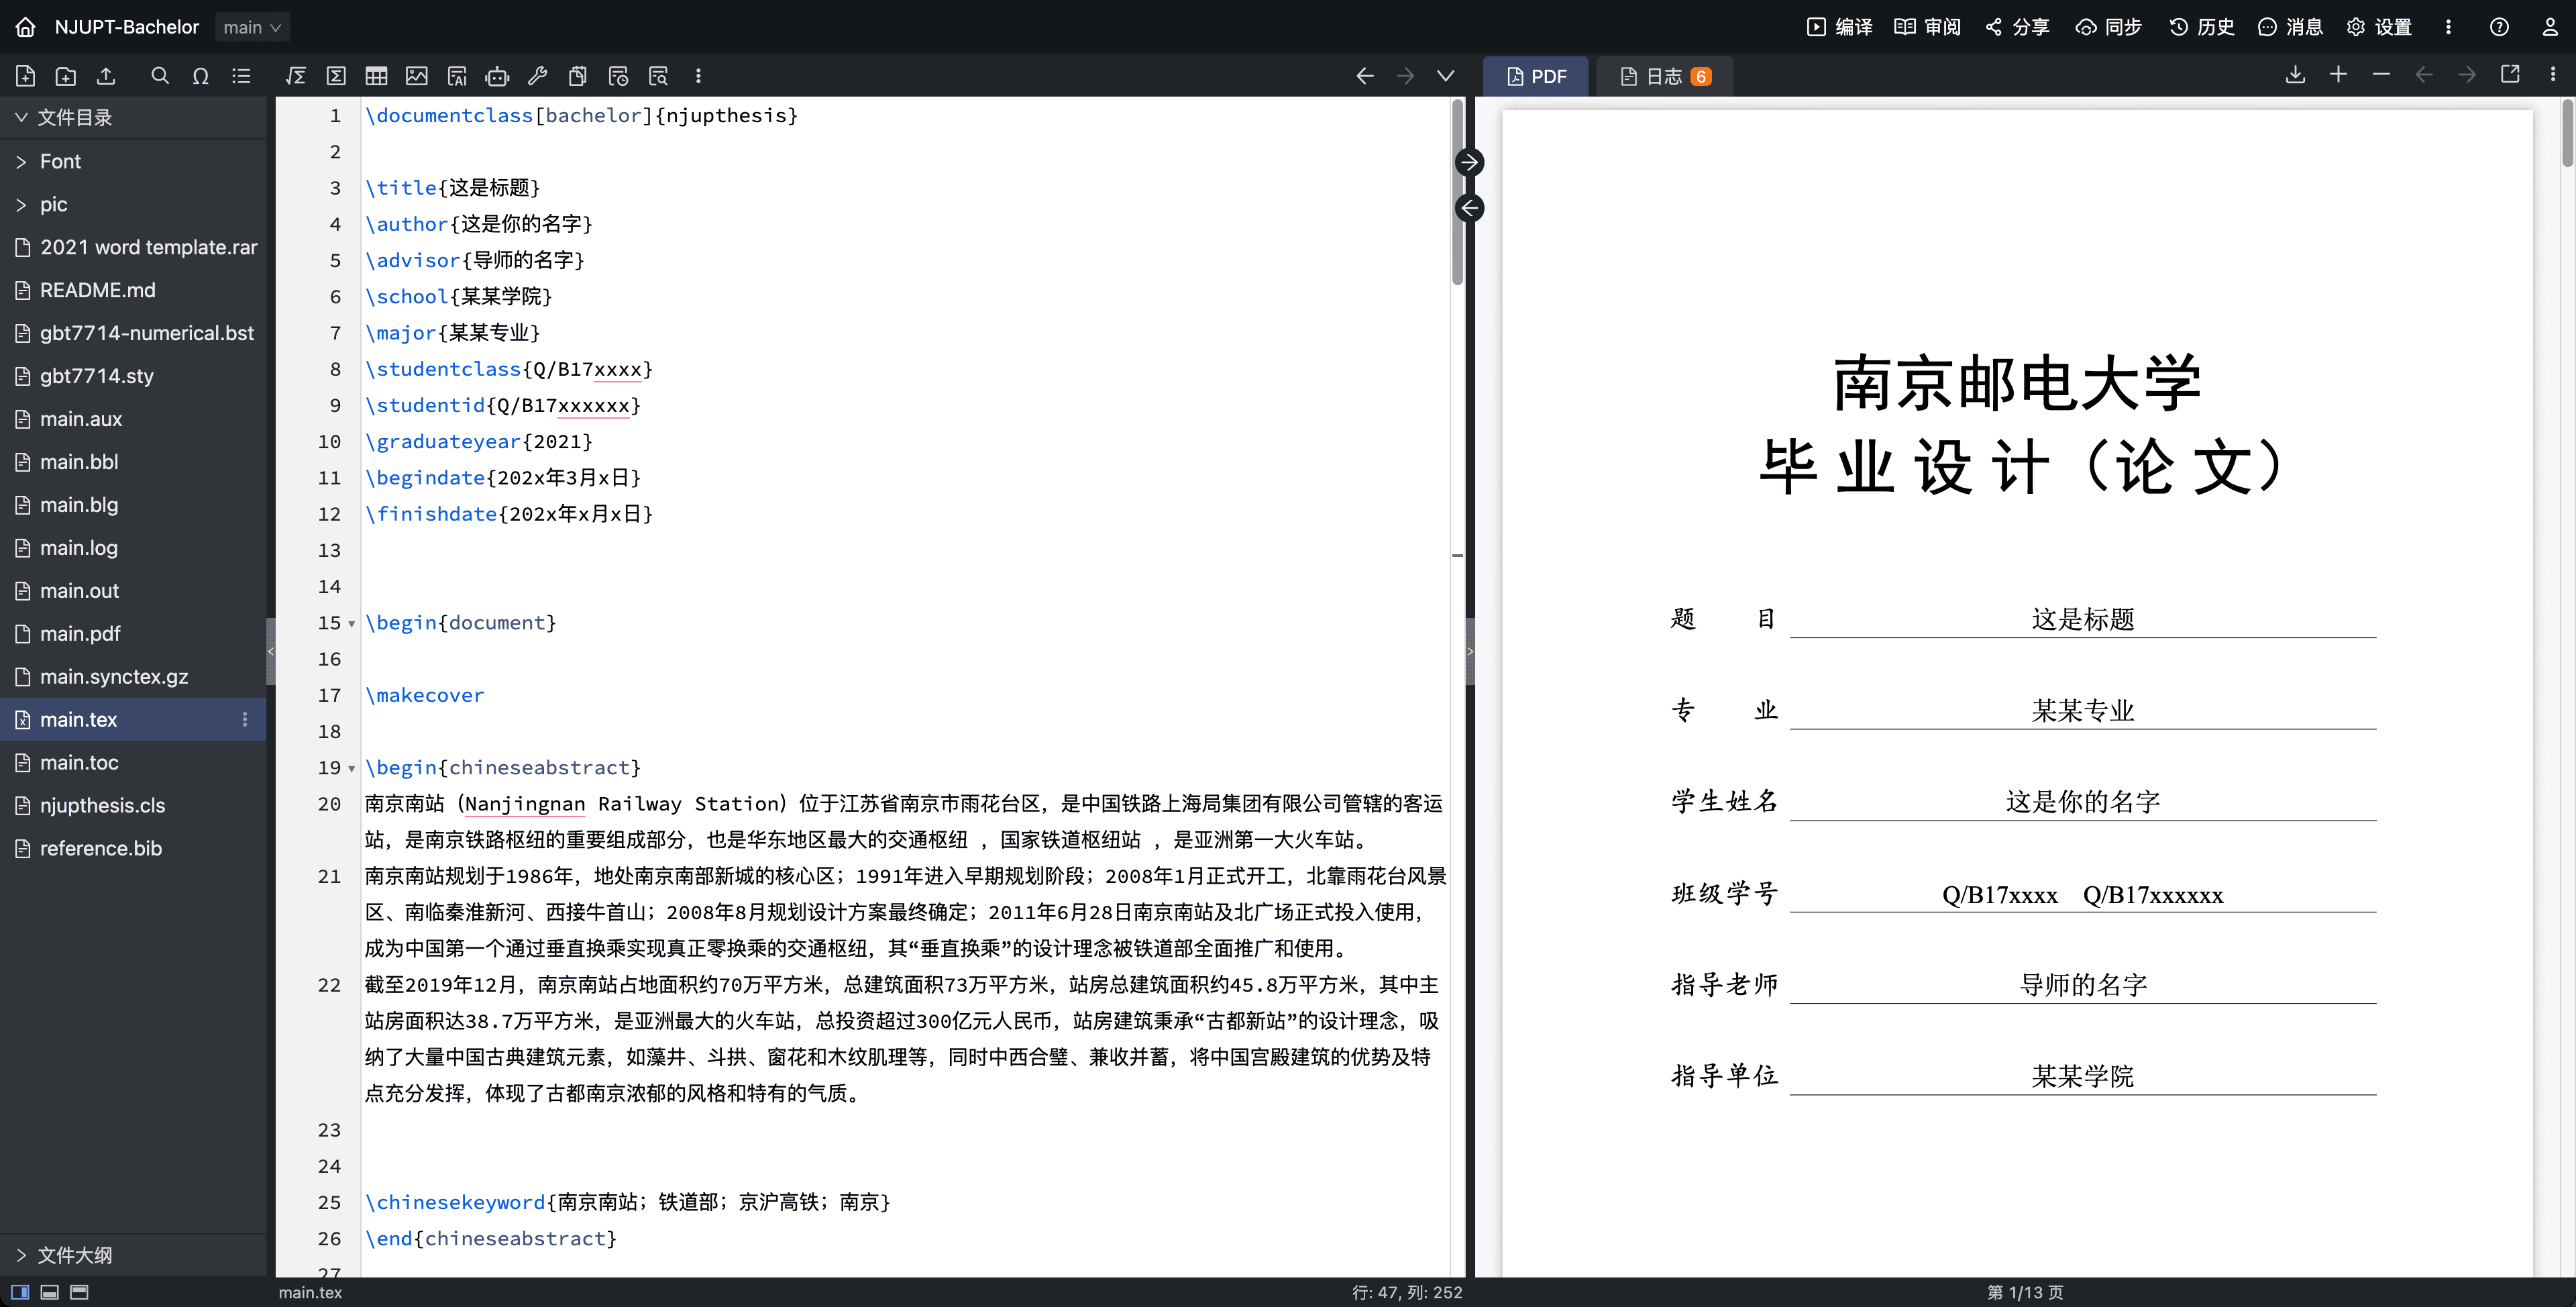 NJUPT-Bachelor main 编译 审阅 分享 同步 历史 消息 设置
PDF 日志 6
文件目录
Font
pic
2021 word template.rar
README.md
gbt7714-numerical.bst
gbt7714.sty
main.aux
main.bbl
main.blg
main.log
main.out
main.pdf
main.synctex.gz
main.tex
main.toc
njupthesis.cls
reference.bib
文件大纲
1 \documentclass[bachelor]{njupthesis}
2
3 \title{这是标题}
4 \author{这是你的名字}
5 \advisor{导师的名字}
6 \school{某某学院}
7 \major{某某专业}
8 \studentclass{Q/B17xxxx}
9 \studentid{Q/B17xxxxxx}
10 \graduateyear{2021}
11 \begindate{202x年3月x日}
12 \finishdate{202x年x月x日}
13
14
15 \begin{document}
16
17 \makecover
18
19 \begin{chineseabstract}
20 南京南站（Nanjingnan Railway Station）位于江苏省南京市雨花台区，是中国铁路上海局集团有限公司管辖的客运
站，是南京铁路枢纽的重要组成部分，也是华东地区最大的交通枢纽 ，国家铁道枢纽站 ，是亚洲第一大火车站。
21 南京南站规划于1986年，地处南京南部新城的核心区；1991年进入早期规划阶段；2008年1月正式开工，北靠雨花台风景
区、南临秦淮新河、西接牛首山；2008年8月规划设计方案最终确定；2011年6月28日南京南站及北广场正式投入使用，
成为中国第一个通过垂直换乘实现真正零换乘的交通枢纽，其“垂直换乘”的设计理念被铁道部全面推广和使用。
22 截至2019年12月，南京南站占地面积约70万平方米，总建筑面积73万平方米，站房总建筑面积约45.8万平方米，其中主
站房面积达38.7万平方米，是亚洲最大的火车站，总投资超过300亿元人民币，站房建筑秉承“古都新站”的设计理念，吸
纳了大量中国古典建筑元素，如藻井、斗拱、窗花和木纹肌理等，同时中西合璧、兼收并蓄，将中国宫殿建筑的优势及特
点充分发挥，体现了古都南京浓郁的风格和特有的气质。
23
24
25 \chinesekeyword{南京南站；铁道部；京沪高铁；南京}
26 \end{chineseabstract}
27
南京邮电大学
毕 业 设 计（论 文）
题 目 这是标题
专 业 某某专业
学生姓名 这是你的名字
班级学号 Q/B17xxxx Q/B17xxxxxx
指导老师 导师的名字
指导单位 某某学院
main.tex 行: 47, 列: 252 第 1/13 页